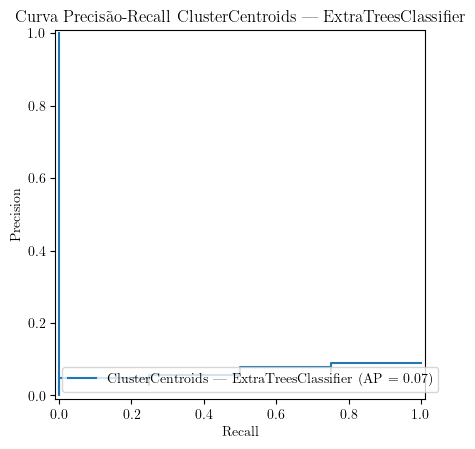 Curva Precisão-Recall ClusterCentroids — ExtraTreesClassifier
1.0
0.8
0.6
0.4
0.2
0.0
Precision
ClusterCentroids — ExtraTreesClassifier (AP = 0.07)
0.0 0.2 0.4 0.6 0.8 1.0
Recall